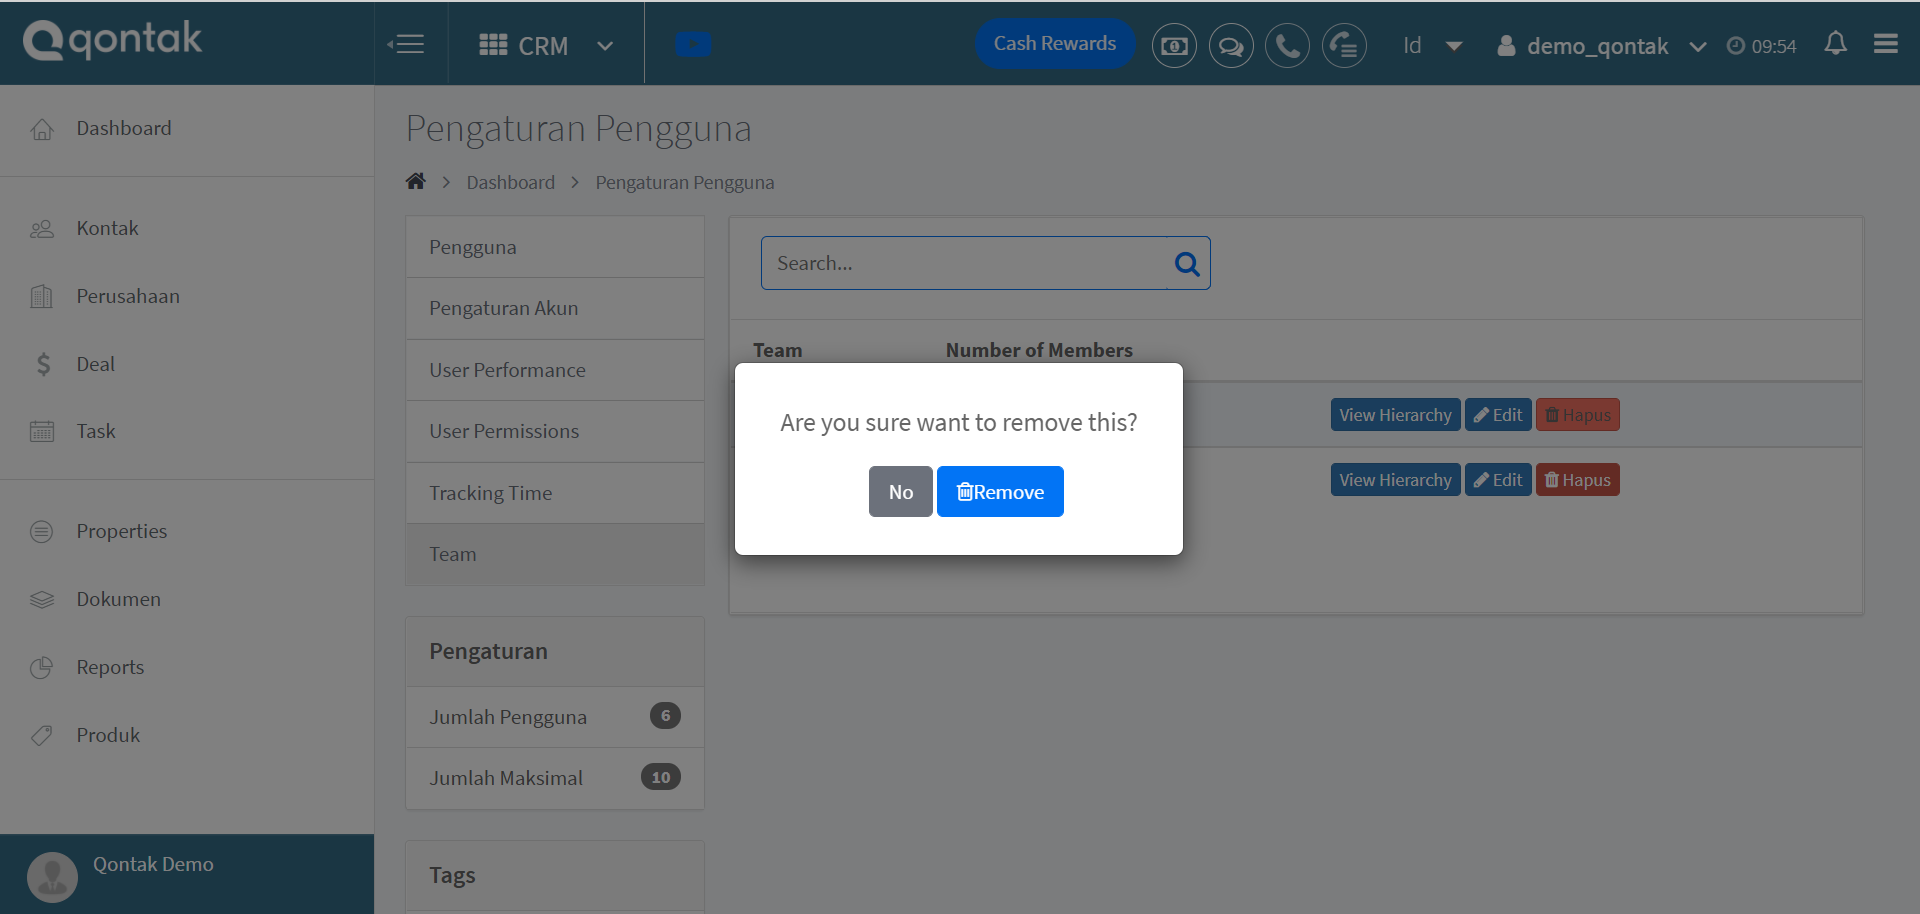 qontak
CRM
Cash Rewards
Id
demo_qontak
09:54
Dashboard
Kontak
Perusahaan
Deal
Task
Properties
Dokumen
Reports
Produk
Qontak Demo
Pengaturan Pengguna
Dashboard
Pengaturan Pengguna
Pengguna
Pengaturan Akun
User Performance
User Permissions
Tracking Time
Team
Pengaturan
Jumlah Pengguna 6
Jumlah Maksimal 10
Tags
Search...
Team Number of Members
View Hierarchy Edit Hapus
View Hierarchy Edit Hapus
Are you sure want to remove this?
No Remove